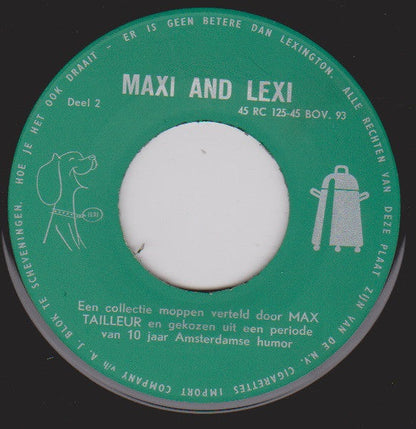 HOE JE HET OOK DRAAIT - ER IS GEEN BETERE DAN LEXINGTON. ALLE RECHTEN VAN DEZE PLAAT ZIJN VAN DE N.V. CIGARETTES IMPORT COMPANY v/h A. J. BLOK TE SCHEVENINGEN.
MAXI AND LEXI
Deel 2
45 RC 125-45 BOV. 93
LEXI
Een collectie moppen verteld door MAX
TAILLEUR en gekozen uit een periode
van 10 jaar Amsterdamse humor